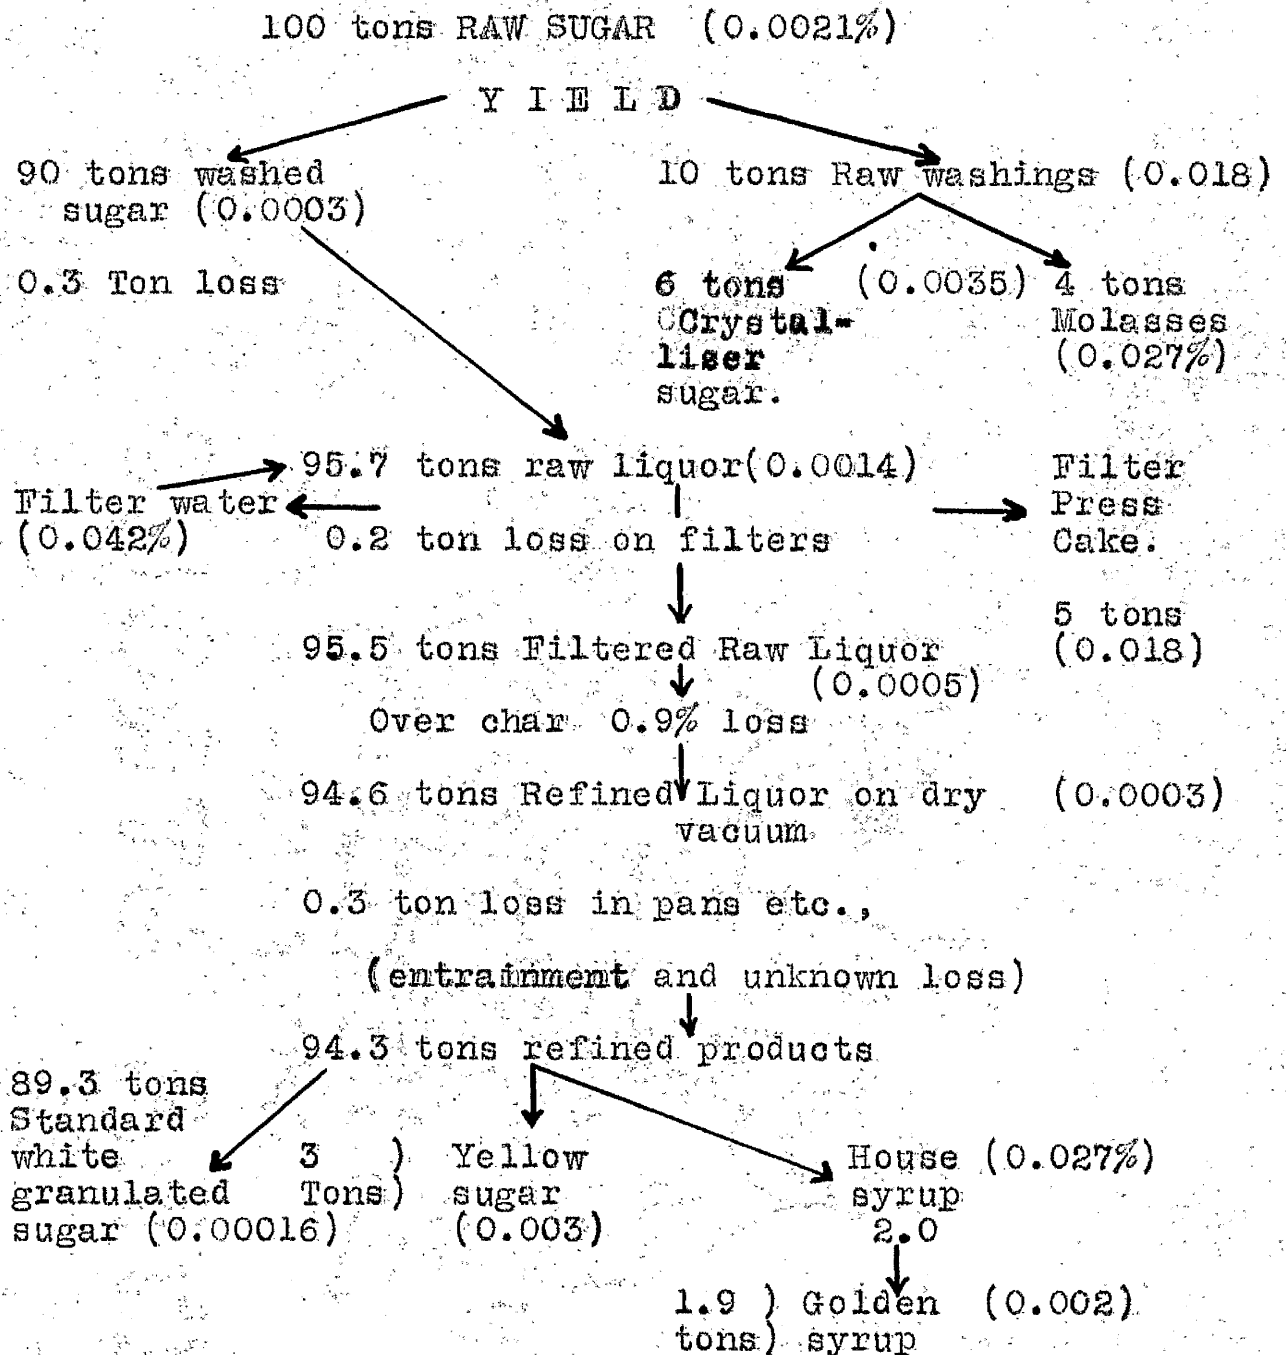 100 tons RAW SUGAR (0.0021%)
Y I E L D
90 tons washed
sugar (0.0003)
10 tons Raw washings (0.018)
0.3 Ton loss
6 tons (0.0035) 4 tons
CCrystal- Molasses
liser (0.027%)
sugar.
95.7 tons raw liquor(0.0014)
Filter water
(0.042%)
0.2 ton loss on filters
Filter
Press
Cake.
5 tons
(0.018)
95.5 tons Filtered Raw Liquor
(0.0005)
Over char 0.9% loss
94.6 tons Refined Liquor on dry (0.0003)
vacuum
0.3 ton loss in pans etc.,
(entrainment and unknown loss)
94.3 tons refined products
89.3 tons
Standard
white
granulated
sugar (0.00016)
3 )
Tons)
Yellow
sugar
(0.003)
House (0.027%)
syrup
2.0
1.9 ) Golden (0.002)
tons) syrup